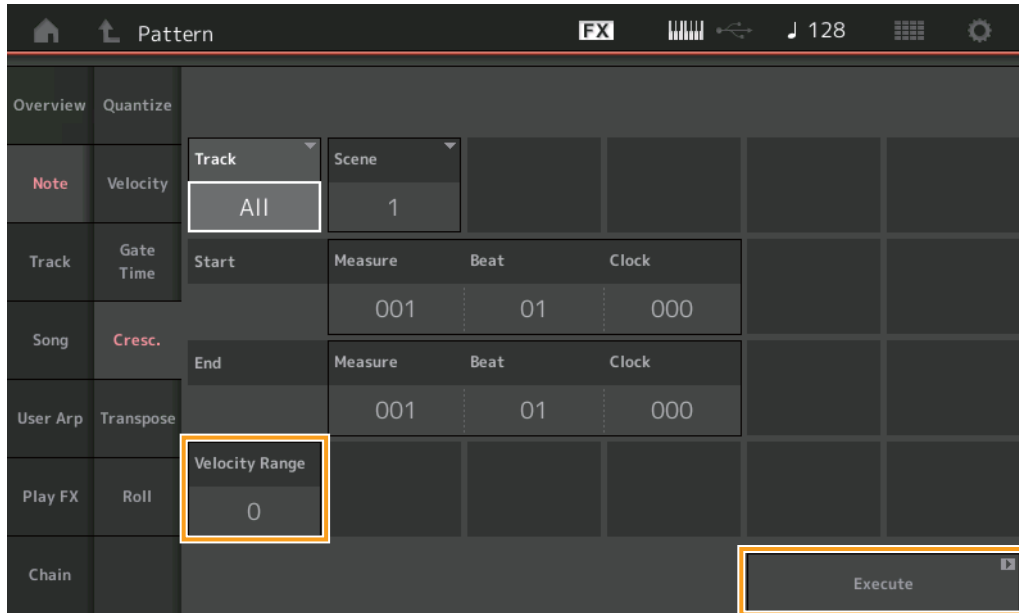 Pattern
FX
128
Overview
Quantize
Note
Velocity
Track
Scene
All
1
Track
Gate
Time
Start
Measure
Beat
Clock
001
01
000
Song
Cresc.
End
Measure
Beat
Clock
001
01
000
User Arp
Transpose
Velocity Range
0
Play FX
Roll
Chain
Execute